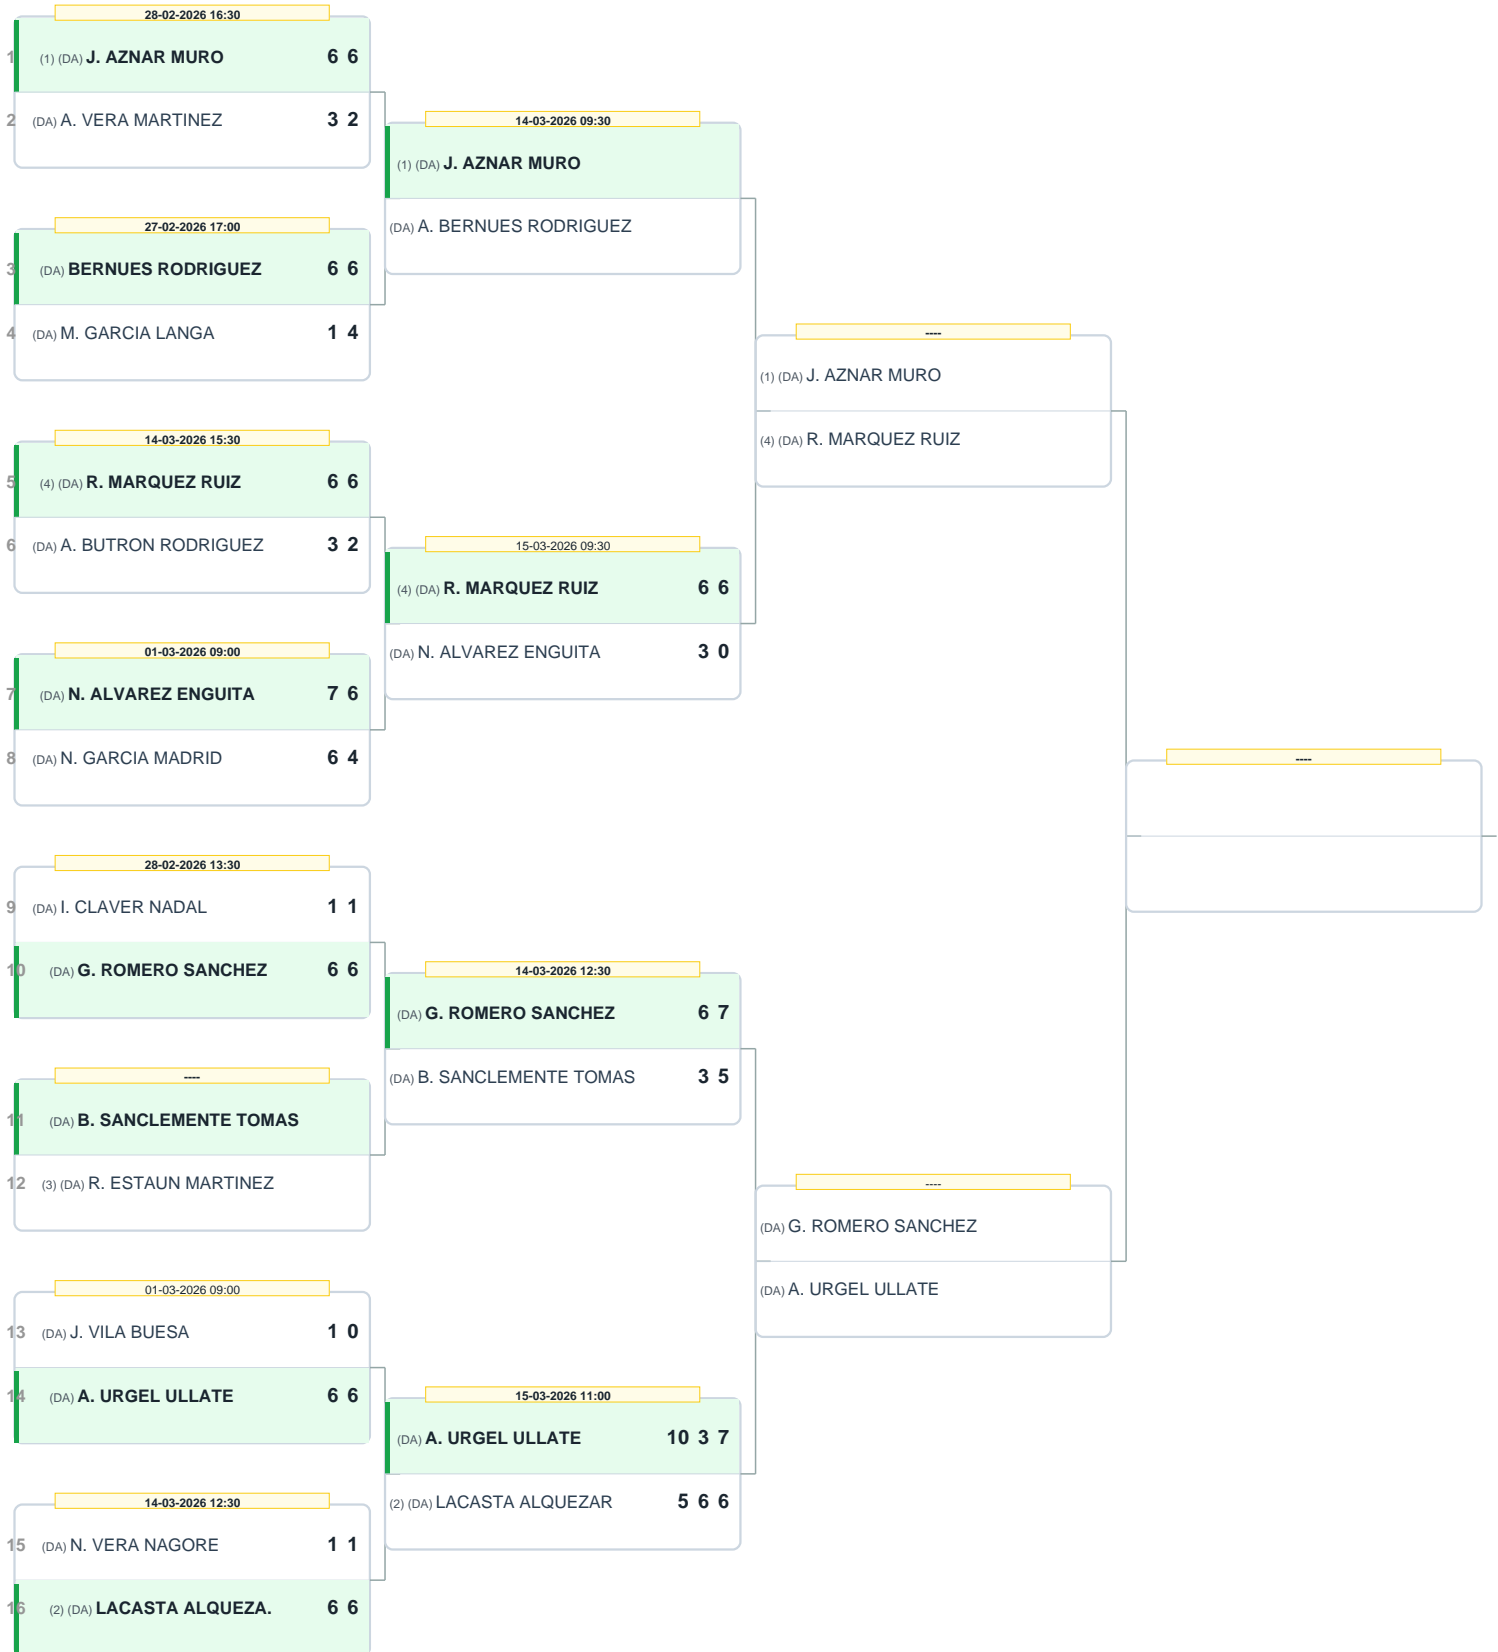 28-02-2026 16:30
1 (1) (DA) J. AZNAR MURO 6 6
2 (DA) A. VERA MARTINEZ 3 2
27-02-2026 17:00
3 (DA) BERNUES RODRIGUEZ 6 6
4 (DA) M. GARCIA LANGA 1 4
14-03-2026 15:30
5 (4) (DA) R. MARQUEZ RUIZ 6 6
6 (DA) A. BUTRON RODRIGUEZ 3 2
01-03-2026 09:00
7 (DA) N. ALVAREZ ENGUITA 7 6
8 (DA) N. GARCIA MADRID 6 4
28-02-2026 13:30
9 (DA) I. CLAVER NADAL 1 1
10 (DA) G. ROMERO SANCHEZ 6 6
----
11 (DA) B. SANCLEMENTE TOMAS
12 (3) (DA) R. ESTAUN MARTINEZ
01-03-2026 09:00
13 (DA) J. VILA BUESA 1 0
14 (DA) A. URGEL ULLATE 6 6
14-03-2026 12:30
15 (DA) N. VERA NAGORE 1 1
16 (2) (DA) LACASTA ALQUEZA. 6 6
14-03-2026 09:30
(1) (DA) J. AZNAR MURO
(DA) A. BERNUES RODRIGUEZ
15-03-2026 09:30
(4) (DA) R. MARQUEZ RUIZ 6 6
(DA) N. ALVAREZ ENGUITA 3 0
14-03-2026 12:30
(DA) G. ROMERO SANCHEZ 6 7
(DA) B. SANCLEMENTE TOMAS 3 5
15-03-2026 11:00
(DA) A. URGEL ULLATE 10 3 7
(2) (DA) LACASTA ALQUEZAR 5 6 6
----
(1) (DA) J. AZNAR MURO
(4) (DA) R. MARQUEZ RUIZ
----
(DA) G. ROMERO SANCHEZ
(DA) A. URGEL ULLATE
----